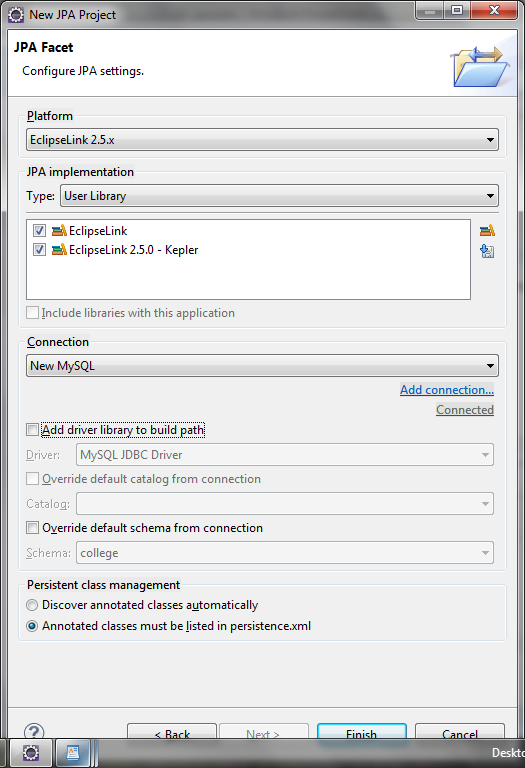 New JPA Project
JPA Facet
Configure JPA settings.
Platform
EclipseLink 2.5.x
JPA implementation
Type: User Library
EclipseLink
EclipseLink 2.5.0 - Kepler
Include libraries with this application
Connection
New MySQL
Add connection...
Connected
Add driver library to build path
Driver: MySQL JDBC Driver
Override default catalog from connection
Catalog:
Override default schema from connection
Schema: college
Persistent class management
Discover annotated classes automatically
Annotated classes must be listed in persistence.xml
? < Back Next > Finish Cancel